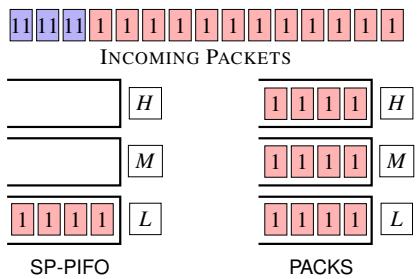 11 11 11 1 1 1 1 1 1 1 1 1 1 1 1
INCOMING PACKETS
H 1 1 1 1 H
M 1 1 1 1 M
1 1 1 1 L 1 1 1 1 L
SP-PIFO PACKS